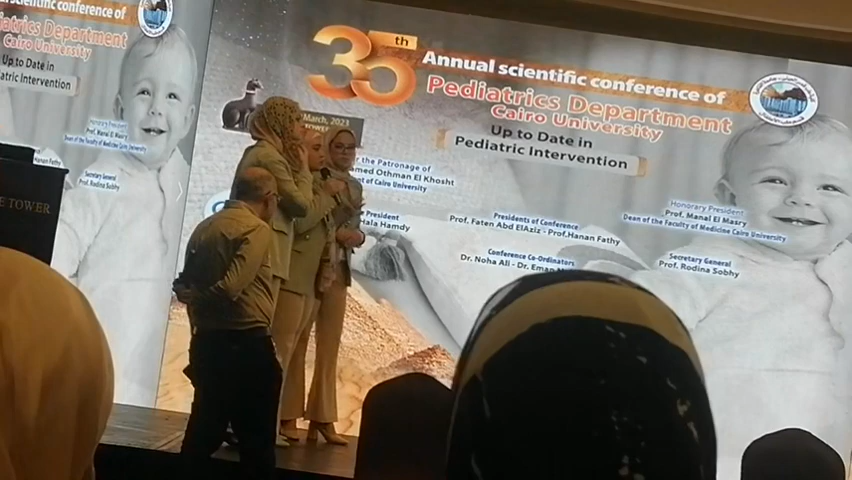 scientific conference of
Pediatrics Department
Cairo University
Up to Date in
Pediatric Intervention
Honorary President
Prof. Manal El Masry
Dean of the Faculty of Medicine Cairo University
Hanan Fathy
Secretary General
Prof. Rodina Sobhy
E TOWER
35th
Annual scientific conference of
Pediatrics Department
Cairo University
Up to Date in
Pediatric Intervention
March, 2023
TOWER
the Patronage of
Othman El Khosht
of Cairo University
President
Hala Hamdy
Presidents of Conference
Prof. Faten Abd ElAziz - Prof.Hanan Fathy
Conference Co-ordinators
Dr. Noha Ali - Dr. Eman
Honorary President
Prof. Manal El Masry
Dean of the Faculty of Medicine Cairo University
Secretary General
Prof. Rodina Sobhy